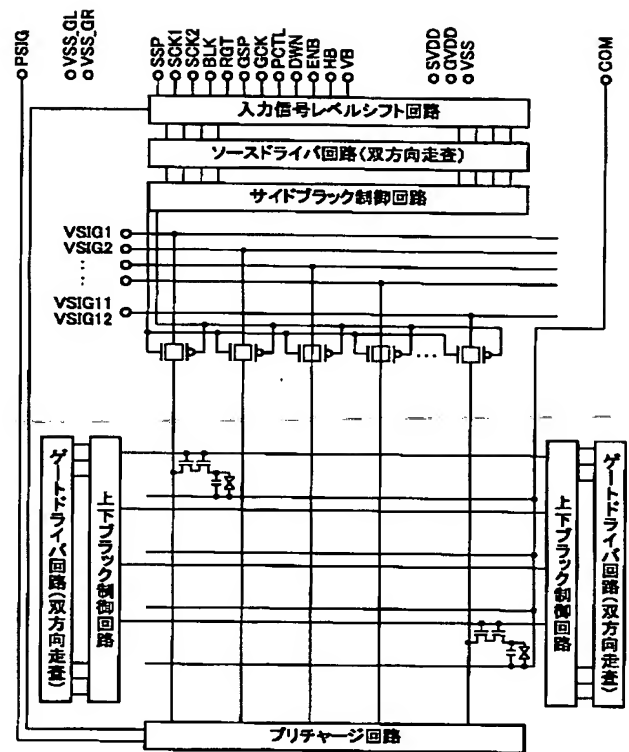 PSIG
VSS_GL
VSS_GR
SSP
SCK1
SCK2
BLK
RGT
GSP
GCK
PCTL
DWN
ENB
HB
VB
SVDD
GVDD
VSS
COM
入力信号レベルシフト回路
ソースドライバ回路(双方向走査)
サイドブラック制御回路
VSIG1
VSIG2
VSIG11
VSIG12
ゲートドライバ回路(双方向走査)
上下ブラック制御回路
上下ブラック制御回路
ゲートドライバ回路(双方向走査)
プリチャージ回路